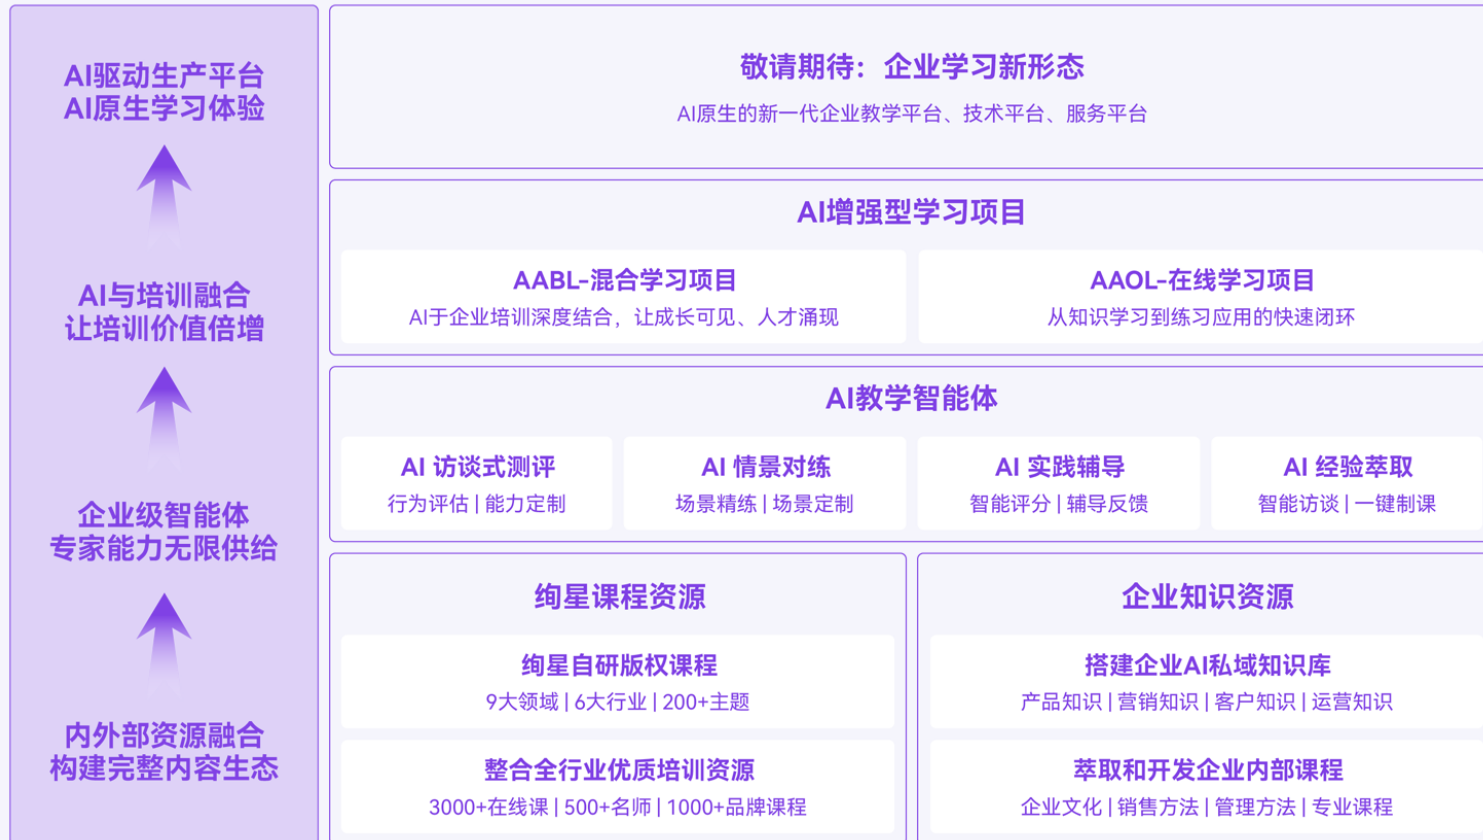 AI驱动生产平台
AI原生学习体验
AI与培训融合
让培训价值倍增
企业级智能体
专家能力无限供给
内外部资源融合
构建完整内容生态
敬请期待：企业学习新形态
AI原生的新一代企业教学平台、技术平台、服务平台
AI增强型学习项目
AABL-混合学习项目
AI于企业培训深度结合，让成长可见、人才涌现
AAOL-在线学习项目
从知识学习到练习应用的快速闭环
AI教学智能体
AI 访谈式测评
行为评估 | 能力定制
AI 情景对练
场景精练 | 场景定制
AI 实践辅导
智能评分 | 辅导反馈
AI 经验萃取
智能访谈 | 一键制课
绚星课程资源
绚星自研版权课程
9大领域 | 6大行业 | 200+主题
整合全行业优质培训资源
3000+在线课 | 500+名师 | 1000+品牌课程
企业知识资源
搭建企业AI私域知识库
产品知识 | 营销知识 | 客户知识 | 运营知识
萃取和开发企业内部课程
企业文化 | 销售方法 | 管理方法 | 专业课程